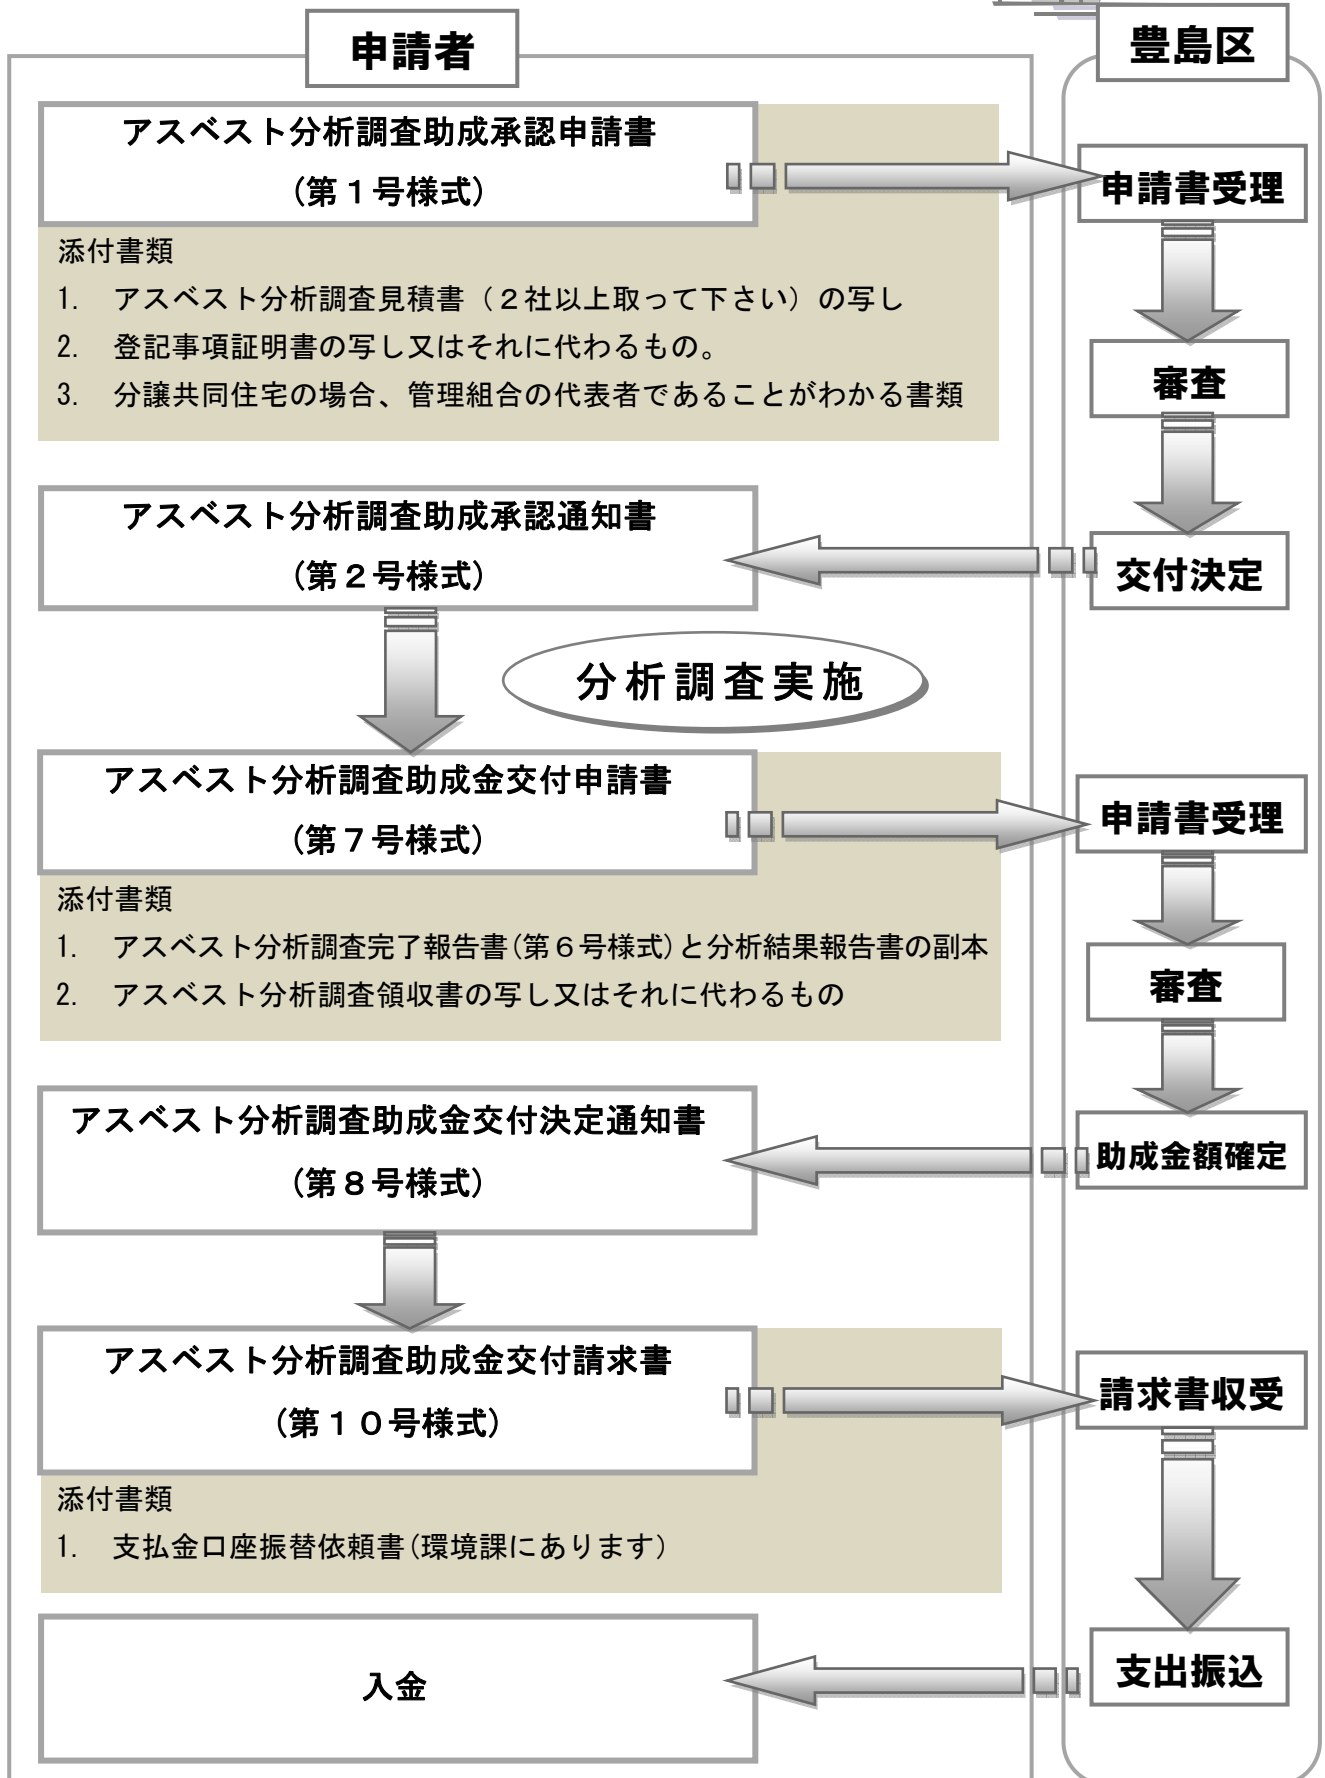 申請者
豊島区
アスベスト分析調査助成承認申請書
(第１号様式)
申請書受理
添付書類
1. アスベスト分析調査見積書（２社以上取って下さい）の写し
2. 登記事項証明書の写し又はそれに代わるもの。
3. 分譲共同住宅の場合、管理組合の代表者であることがわかる書類
審査
アスベスト分析調査助成承認通知書
(第２号様式)
交付決定
分析調査実施
アスベスト分析調査助成金交付申請書
(第７号様式)
申請書受理
添付書類
1. アスベスト分析調査完了報告書(第６号様式)と分析結果報告書の副本
2. アスベスト分析調査領収書の写し又はそれに代わるもの
審査
アスベスト分析調査助成金交付決定通知書
(第８号様式)
助成金額確定
アスベスト分析調査助成金交付請求書
(第１０号様式)
請求書収受
添付書類
1. 支払金口座振替依頼書(環境課にあります)
入金
支出振込